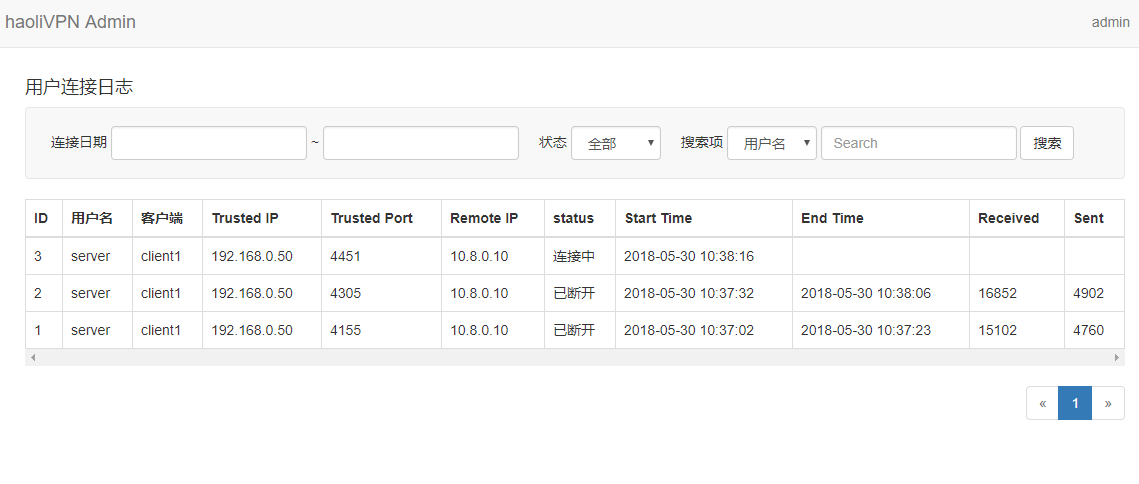 haoliVPN Admin admin
用户连接日志
连接日期 ~ 状态 全部 搜索项 用户名 Search 搜索
ID 用户名 客户端 Trusted IP Trusted Port Remote IP status Start Time End Time Received Sent
3 server client1 192.168.0.50 4451 10.8.0.10 连接中 2018-05-30 10:38:16
2 server client1 192.168.0.50 4305 10.8.0.10 已断开 2018-05-30 10:37:32 2018-05-30 10:38:06 16852 4902
1 server client1 192.168.0.50 4155 10.8.0.10 已断开 2018-05-30 10:37:02 2018-05-30 10:37:23 15102 4760
« 1 »